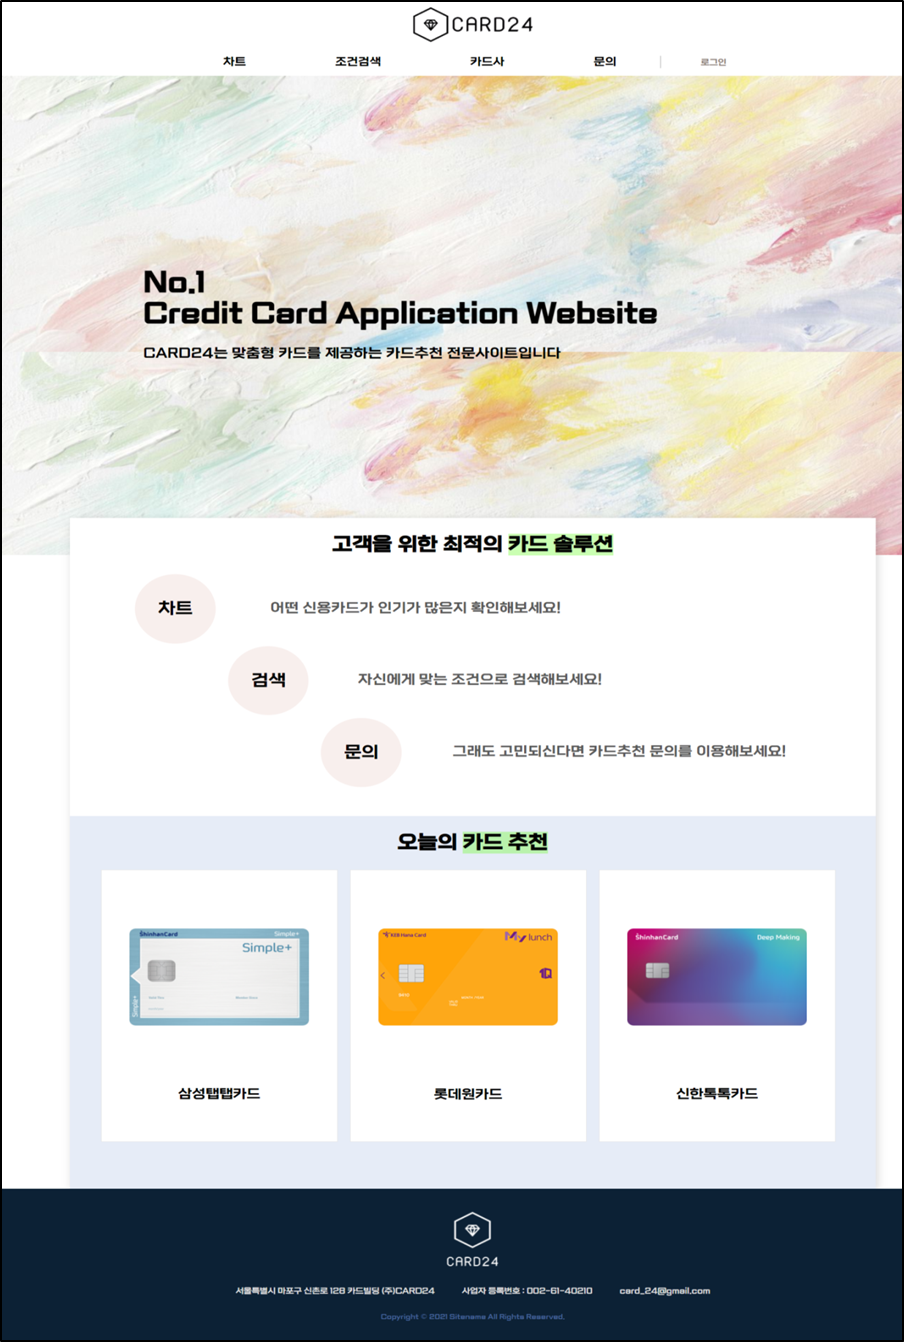 CARD24
차트 조건검색 카드사 문의 로그인
No.1
Credit Card Application Website
CARD24는 맞춤형 카드를 제공하는 카드추천 전문사이트입니다
고객을 위한 최적의 카드 솔루션
차트 어떤 신용카드가 인기가 많은지 확인해보세요!
검색 자신에게 맞는 조건으로 검색해보세요!
문의 그래도 고민되신다면 카드추천 문의를 이용해보세요!
오늘의 카드 추천
ShinhanCard Simple+
Simple+
Simple+
KEB Hana Card My lunch
1Q
ShinhanCard Deep Making
삼성탭탭카드 롯데원카드 신한톡톡카드
CARD24
서울특별시 마포구 신촌로 128 카드빌딩 (주)CARD24 사업자 등록번호 : 002-61-40210 card_24@gmail.com
Copyright © 2021 Sitename All Rights Reserved.